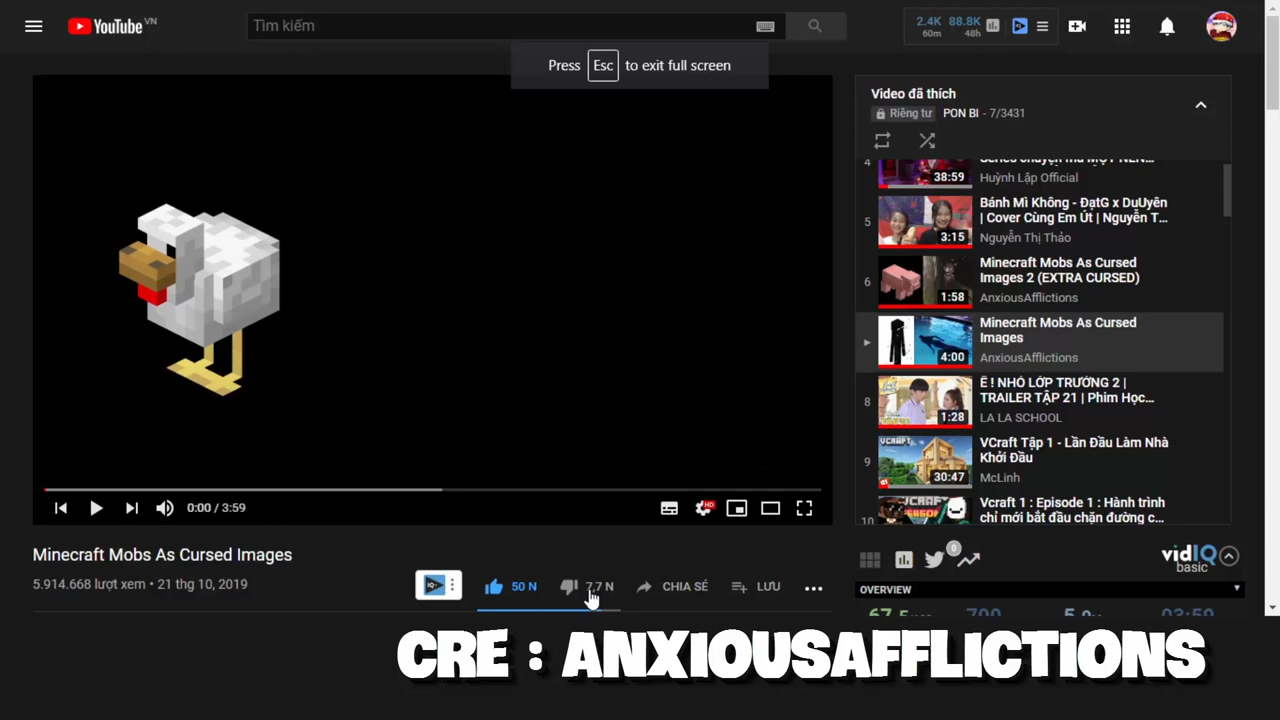 YouTube VN
Tìm kiếm
2.4K 88.8K
60m 48h
Press Esc to exit full screen
Video đã thích
Riêng tư PON BI - 7/3431
4
38:59
Huỳnh Lập Official
5
3:15
Bánh Mì Không - ĐạtG x DuUyên
| Cover Cùng Em Út | Nguyễn T...
Nguyễn Thị Thảo
6
1:58
Minecraft Mobs As Cursed
Images 2 (EXTRA CURSED)
AnxiousAfflictions
4:00
Minecraft Mobs As Cursed
Images
AnxiousAfflictions
8
1:28
Ê ! NHỎ LỚP TRƯỞNG 2 |
TRAILER TẬP 21 | Phim Học...
LA LA SCHOOL
9
VCRAFT
30:47
VCraft Tập 1 - Lần Đầu Làm Nhà
Khởi Đầu
McLinh
10
Vcraft 1 : Episode 1 : Hành trình
chỉ mới bắt đầu chặn đường c...
0:00 / 3:59
HD
Minecraft Mobs As Cursed Images
5.914.668 lượt xem • 21 thg 10, 2019
50 N
7,7 N
CHIA SẺ
LƯU
0
vidIQ
basic
OVERVIEW
03:59
CRE : ANXIOUSAFFLICTIONS